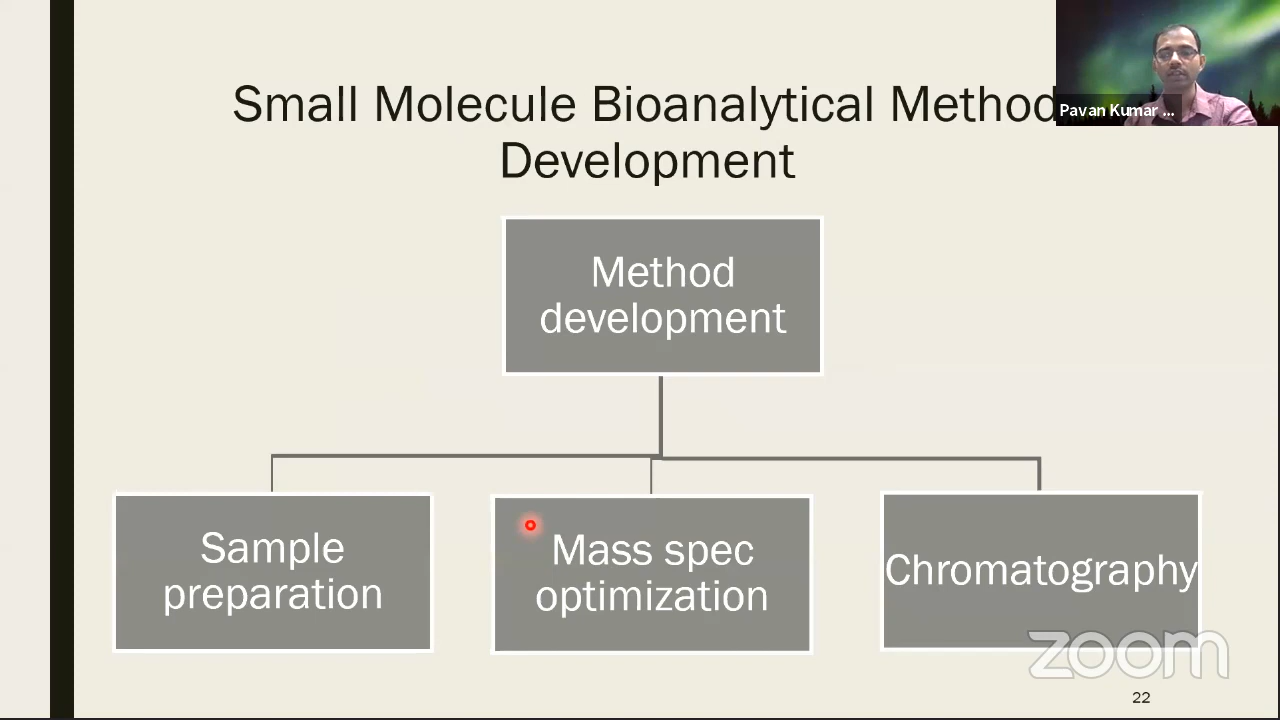 Small Molecule Bioanalytical Method
Development
Pavan Kumar ...
Method
development
Sample
preparation
Mass spec
optimization
Chromatography
zoom
22